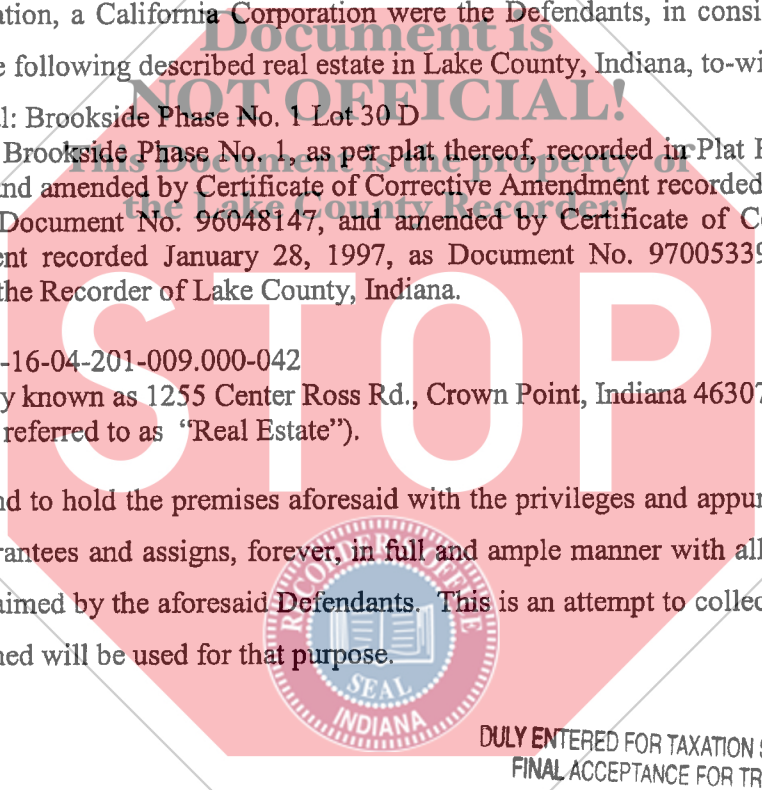 ation, a California Corporation were the Defendants, in consi
Document is
e following described real estate in Lake County, Indiana, to-wi
NOT OFFICIAL!
l: Brookside Phase No. 1 Lot 30 D
Brookside Phase No. 1, as per plat thereof, recorded in Plat
This Document is the property of
nd amended by Certificate of Corrective Amendment recorded
the Lake County Recorder!
Document No. 96048147, and amended by Certificate of Co
ent recorded January 28, 1997, as Document No. 97005339
the Recorder of Lake County, Indiana.
STOP
-16-04-201-009.000-042
y known as 1255 Center Ross Rd., Crown Point, Indiana 46307
referred to as “Real Estate”).
nd to hold the premises aforesaid with the privileges and appur
rantees and assigns, forever, in full and ample manner with all
aimed by the aforesaid Defendants. This is an attempt to collec
ned will be used for that purpose.
RECORDER OFFICE
SEAL
INDIANA
DULY ENTERED FOR TAXATION S
FINAL ACCEPTANCE FOR TR